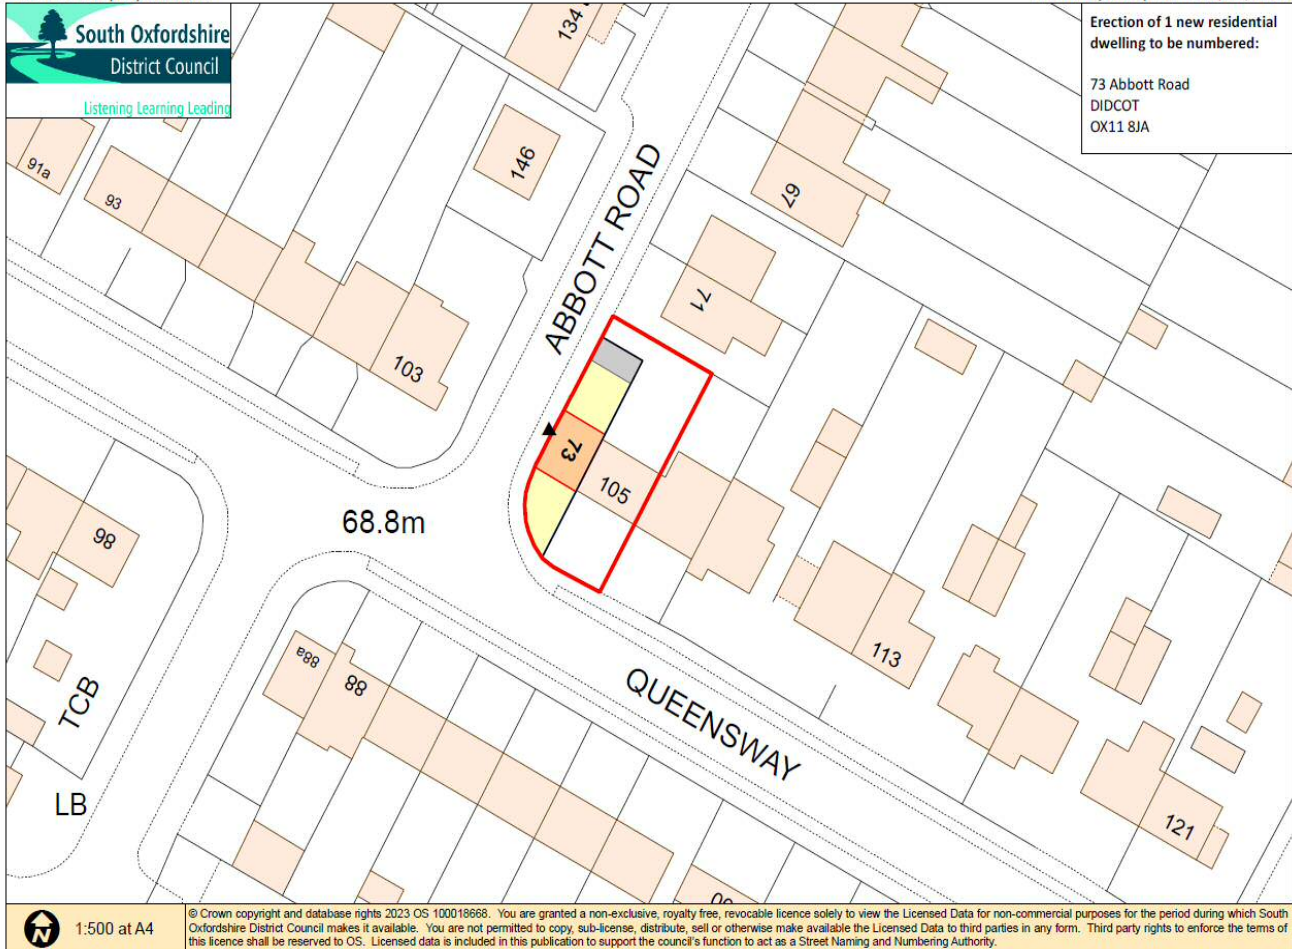 South Oxfordshire
District Council
Listening Learning Leading
Erection of 1 new residential
dwelling to be numbered:
73 Abbott Road
DIDCOT
OX11 8JA
134
146
91a
93
67
71
ABBOTT ROAD
103
73
105
68.8m
98
113
88a
88
QUEENSWAY
TCB
LB
121
N
1:500 at A4
© Crown copyright and database rights 2023 OS 100018668. You are granted a non-exclusive, royalty free, revocable licence solely to view the Licensed Data for non-commercial purposes for the period during which South
Oxfordshire District Council makes it available. You are not permitted to copy, sub-license, distribute, sell or otherwise make available the Licensed Data to third parties in any form. Third party rights to enforce the terms of
this licence shall be reserved to OS. Licensed data is included in this publication to support the council's function to act as a Street Naming and Numbering Authority.